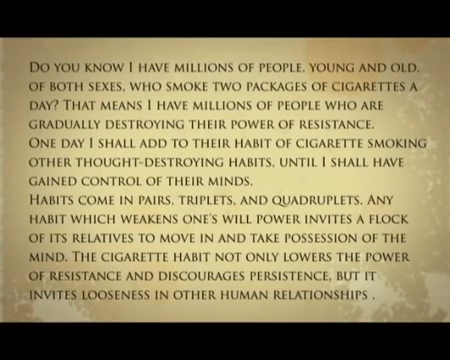 Do you know I have millions of people, young and old,
of both sexes, who smoke two packages of cigarettes a
day? That means I have millions of people who are
gradually destroying their power of resistance.
One day I shall add to their habit of cigarette smoking
other thought-destroying habits, until I shall have
gained control of their minds.
Habits come in pairs, triplets, and quadruplets. Any
habit which weakens one's will power invites a flock
of its relatives to move in and take possession of the
mind. The cigarette habit not only lowers the power
of resistance and discourages persistence, but it
invites looseness in other human relationships .